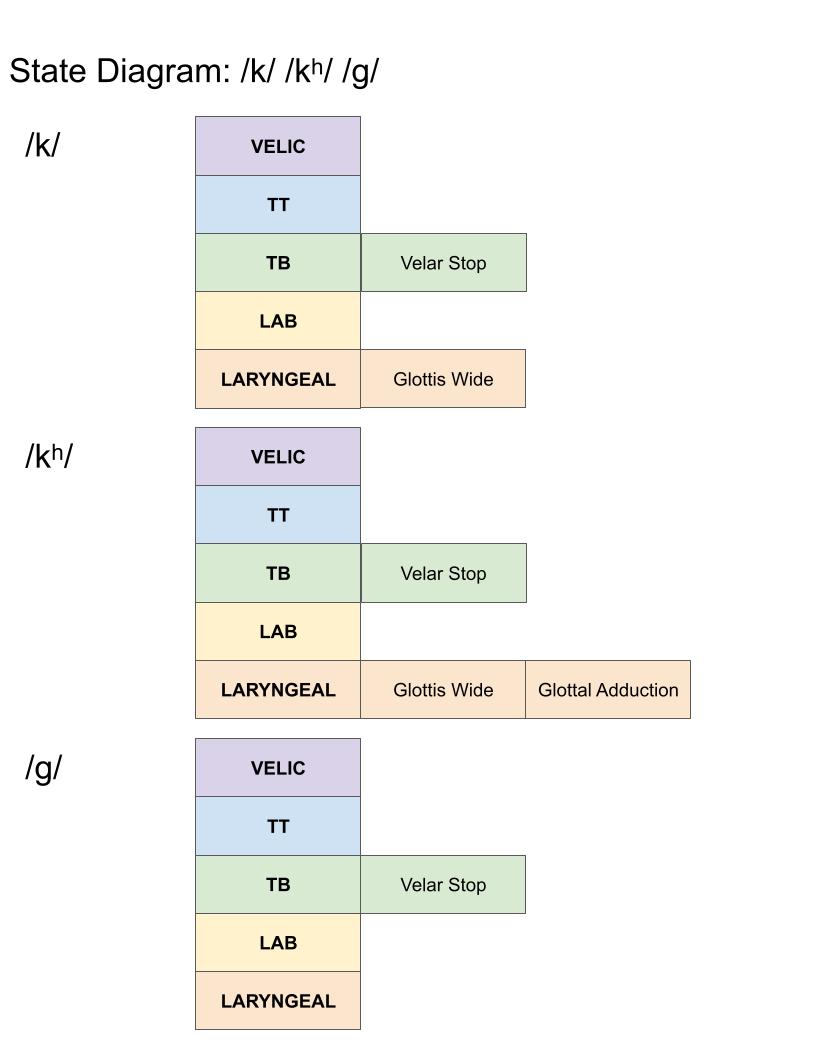 State Diagram: /k/ /kʰ/ /g/
/k/
VELIC
TT
TB Velar Stop
LAB
LARYNGEAL Glottis Wide
/kʰ/
VELIC
TT
TB Velar Stop
LAB
LARYNGEAL Glottis Wide Glottal Adduction
/g/
VELIC
TT
TB Velar Stop
LAB
LARYNGEAL